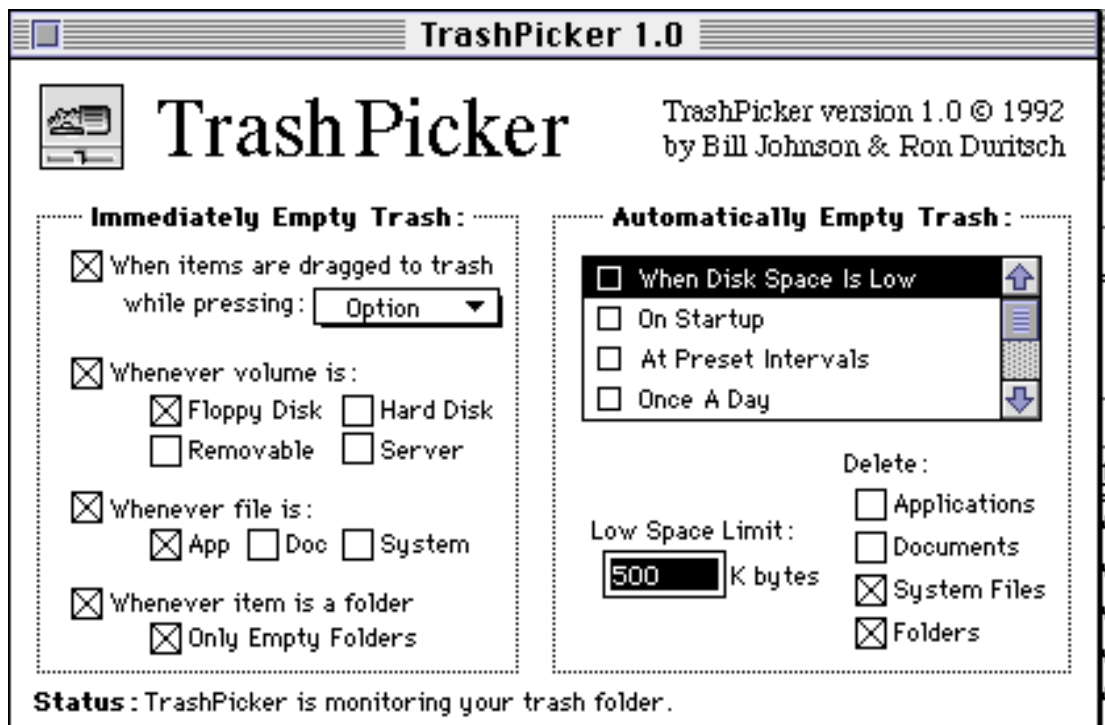 TrashPicker 1.0
TrashPicker
TrashPicker version 1.0 © 1992
by Bill Johnson & Ron Duritsch
Immediately Empty Trash:
When items are dragged to trash
while pressing: Option
Whenever volume is:
Floppy Disk Hard Disk
Removable Server
Whenever file is:
App Doc System
Whenever item is a folder
Only Empty Folders
Automatically Empty Trash:
When Disk Space Is Low
On Startup
At Preset Intervals
Once A Day
Low Space Limit:
500 K bytes
Delete:
Applications
Documents
System Files
Folders
Status: TrashPicker is monitoring your trash folder.